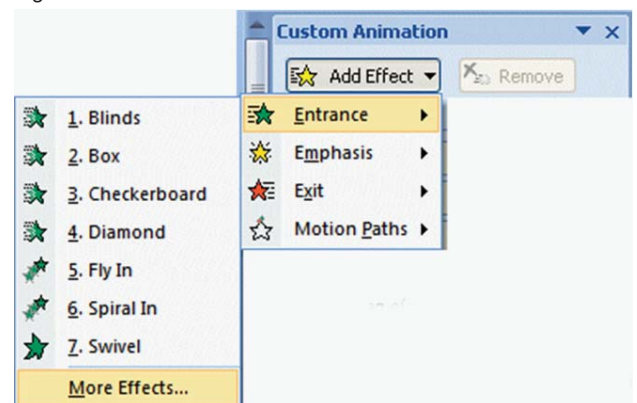 Custom Animation
Add Effect
Remove
Entrance
Emphasis
Exit
Motion Paths
1. Blinds
2. Box
3. Checkerboard
4. Diamond
5. Fly In
6. Spiral In
7. Swivel
More Effects...